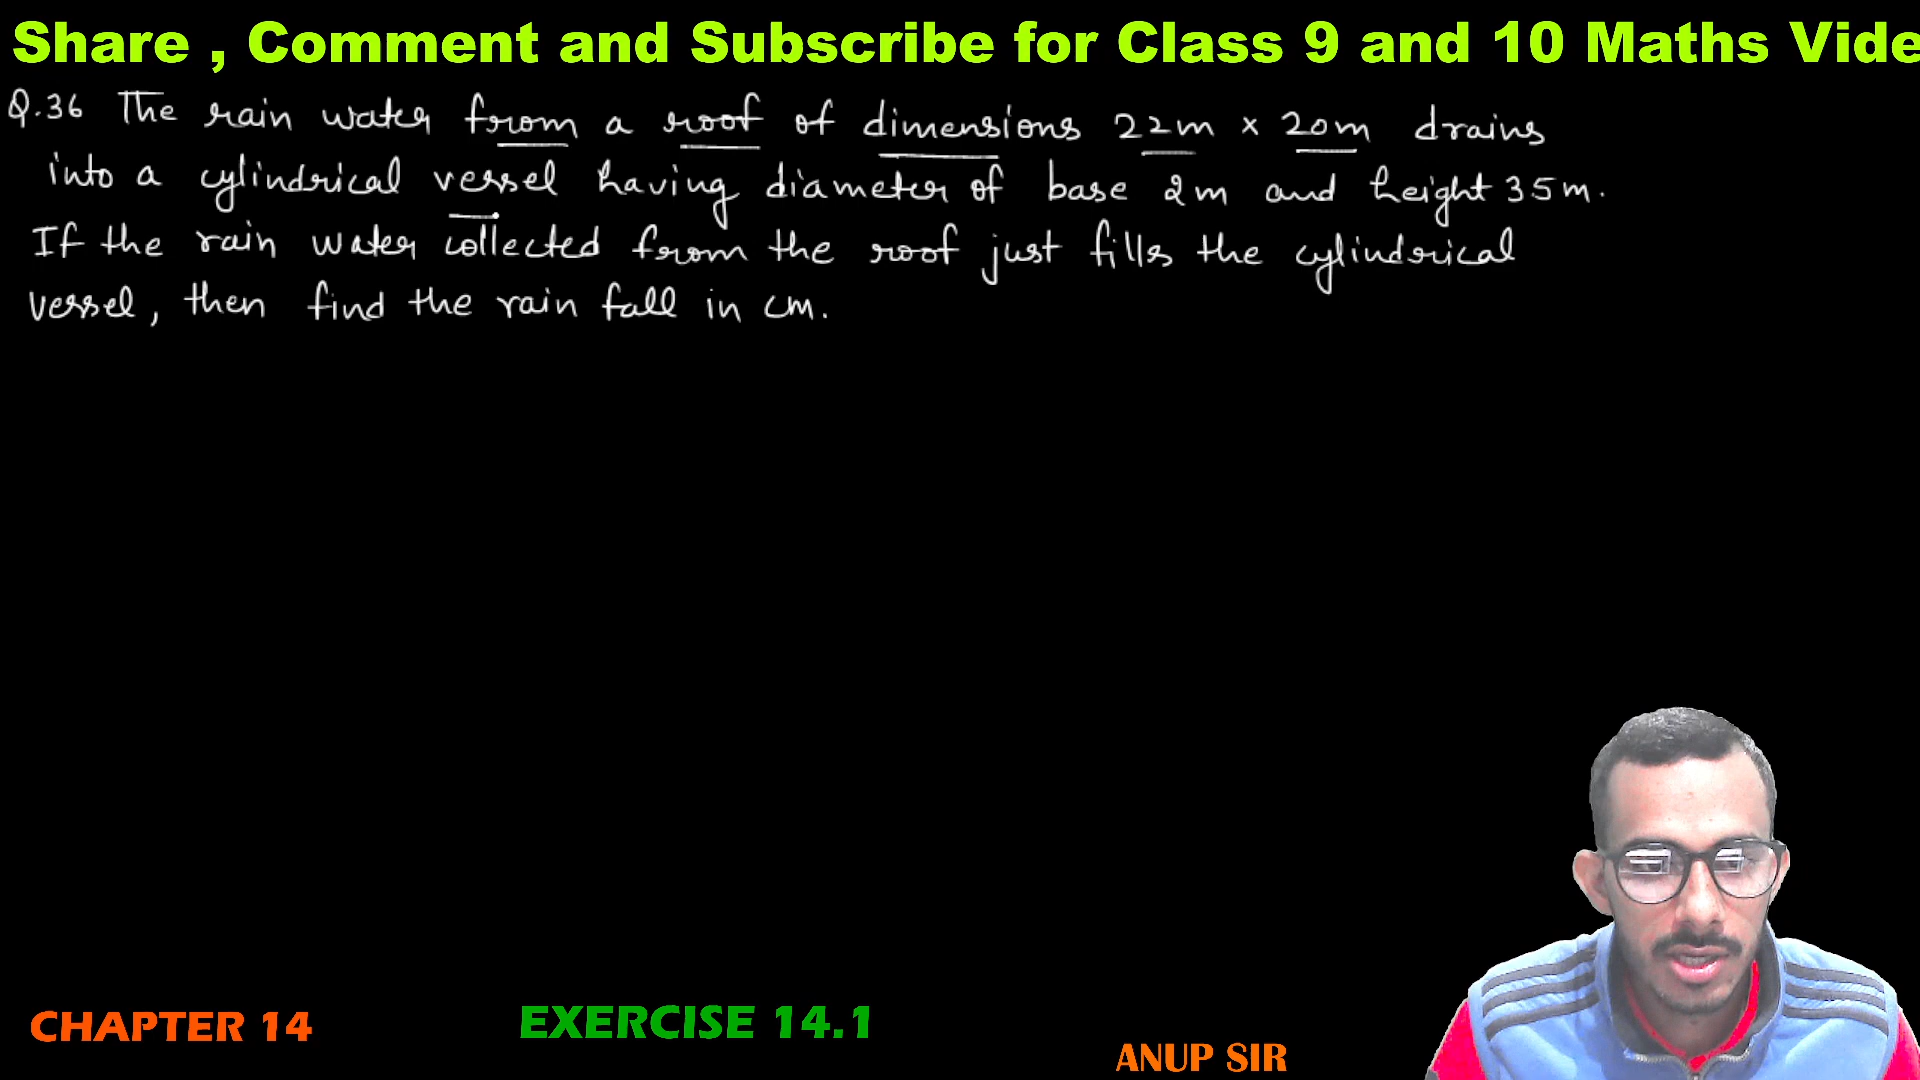 Share , Comment and Subscribe for Class 9 and 10 Maths Vide
Q.36 The rain water from a roof of dimensions 22m x 20m drains
into a cylindrical vessel having diameter of base 2m and height 35m.
If the rain water collected from the roof just fills the cylindrical
vessel, then find the rain fall in cm.
CHAPTER 14
EXERCISE 14.1
ANUP SIR